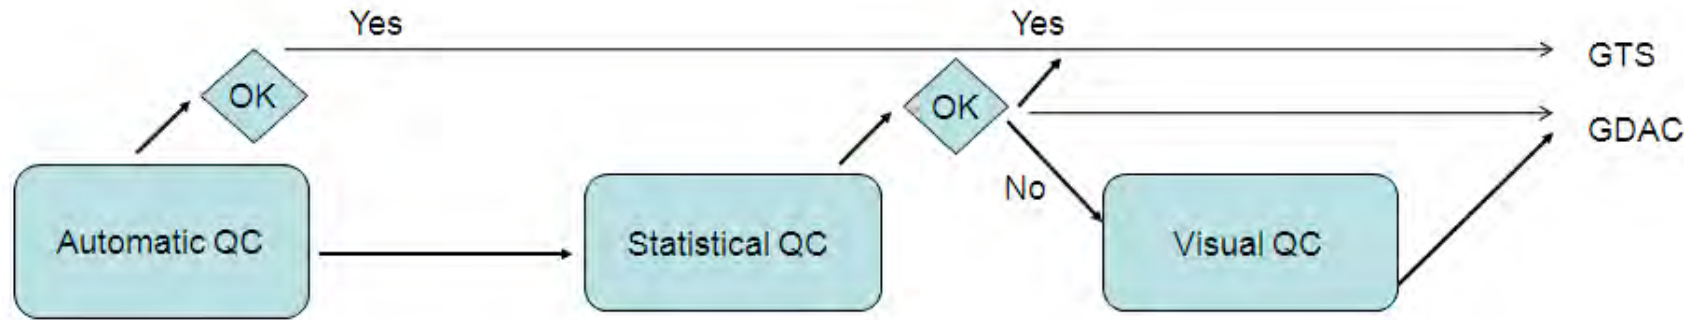 Yes
Yes
GTS
OK
OK
GDAC
No
Automatic QC
Statistical QC
Visual QC